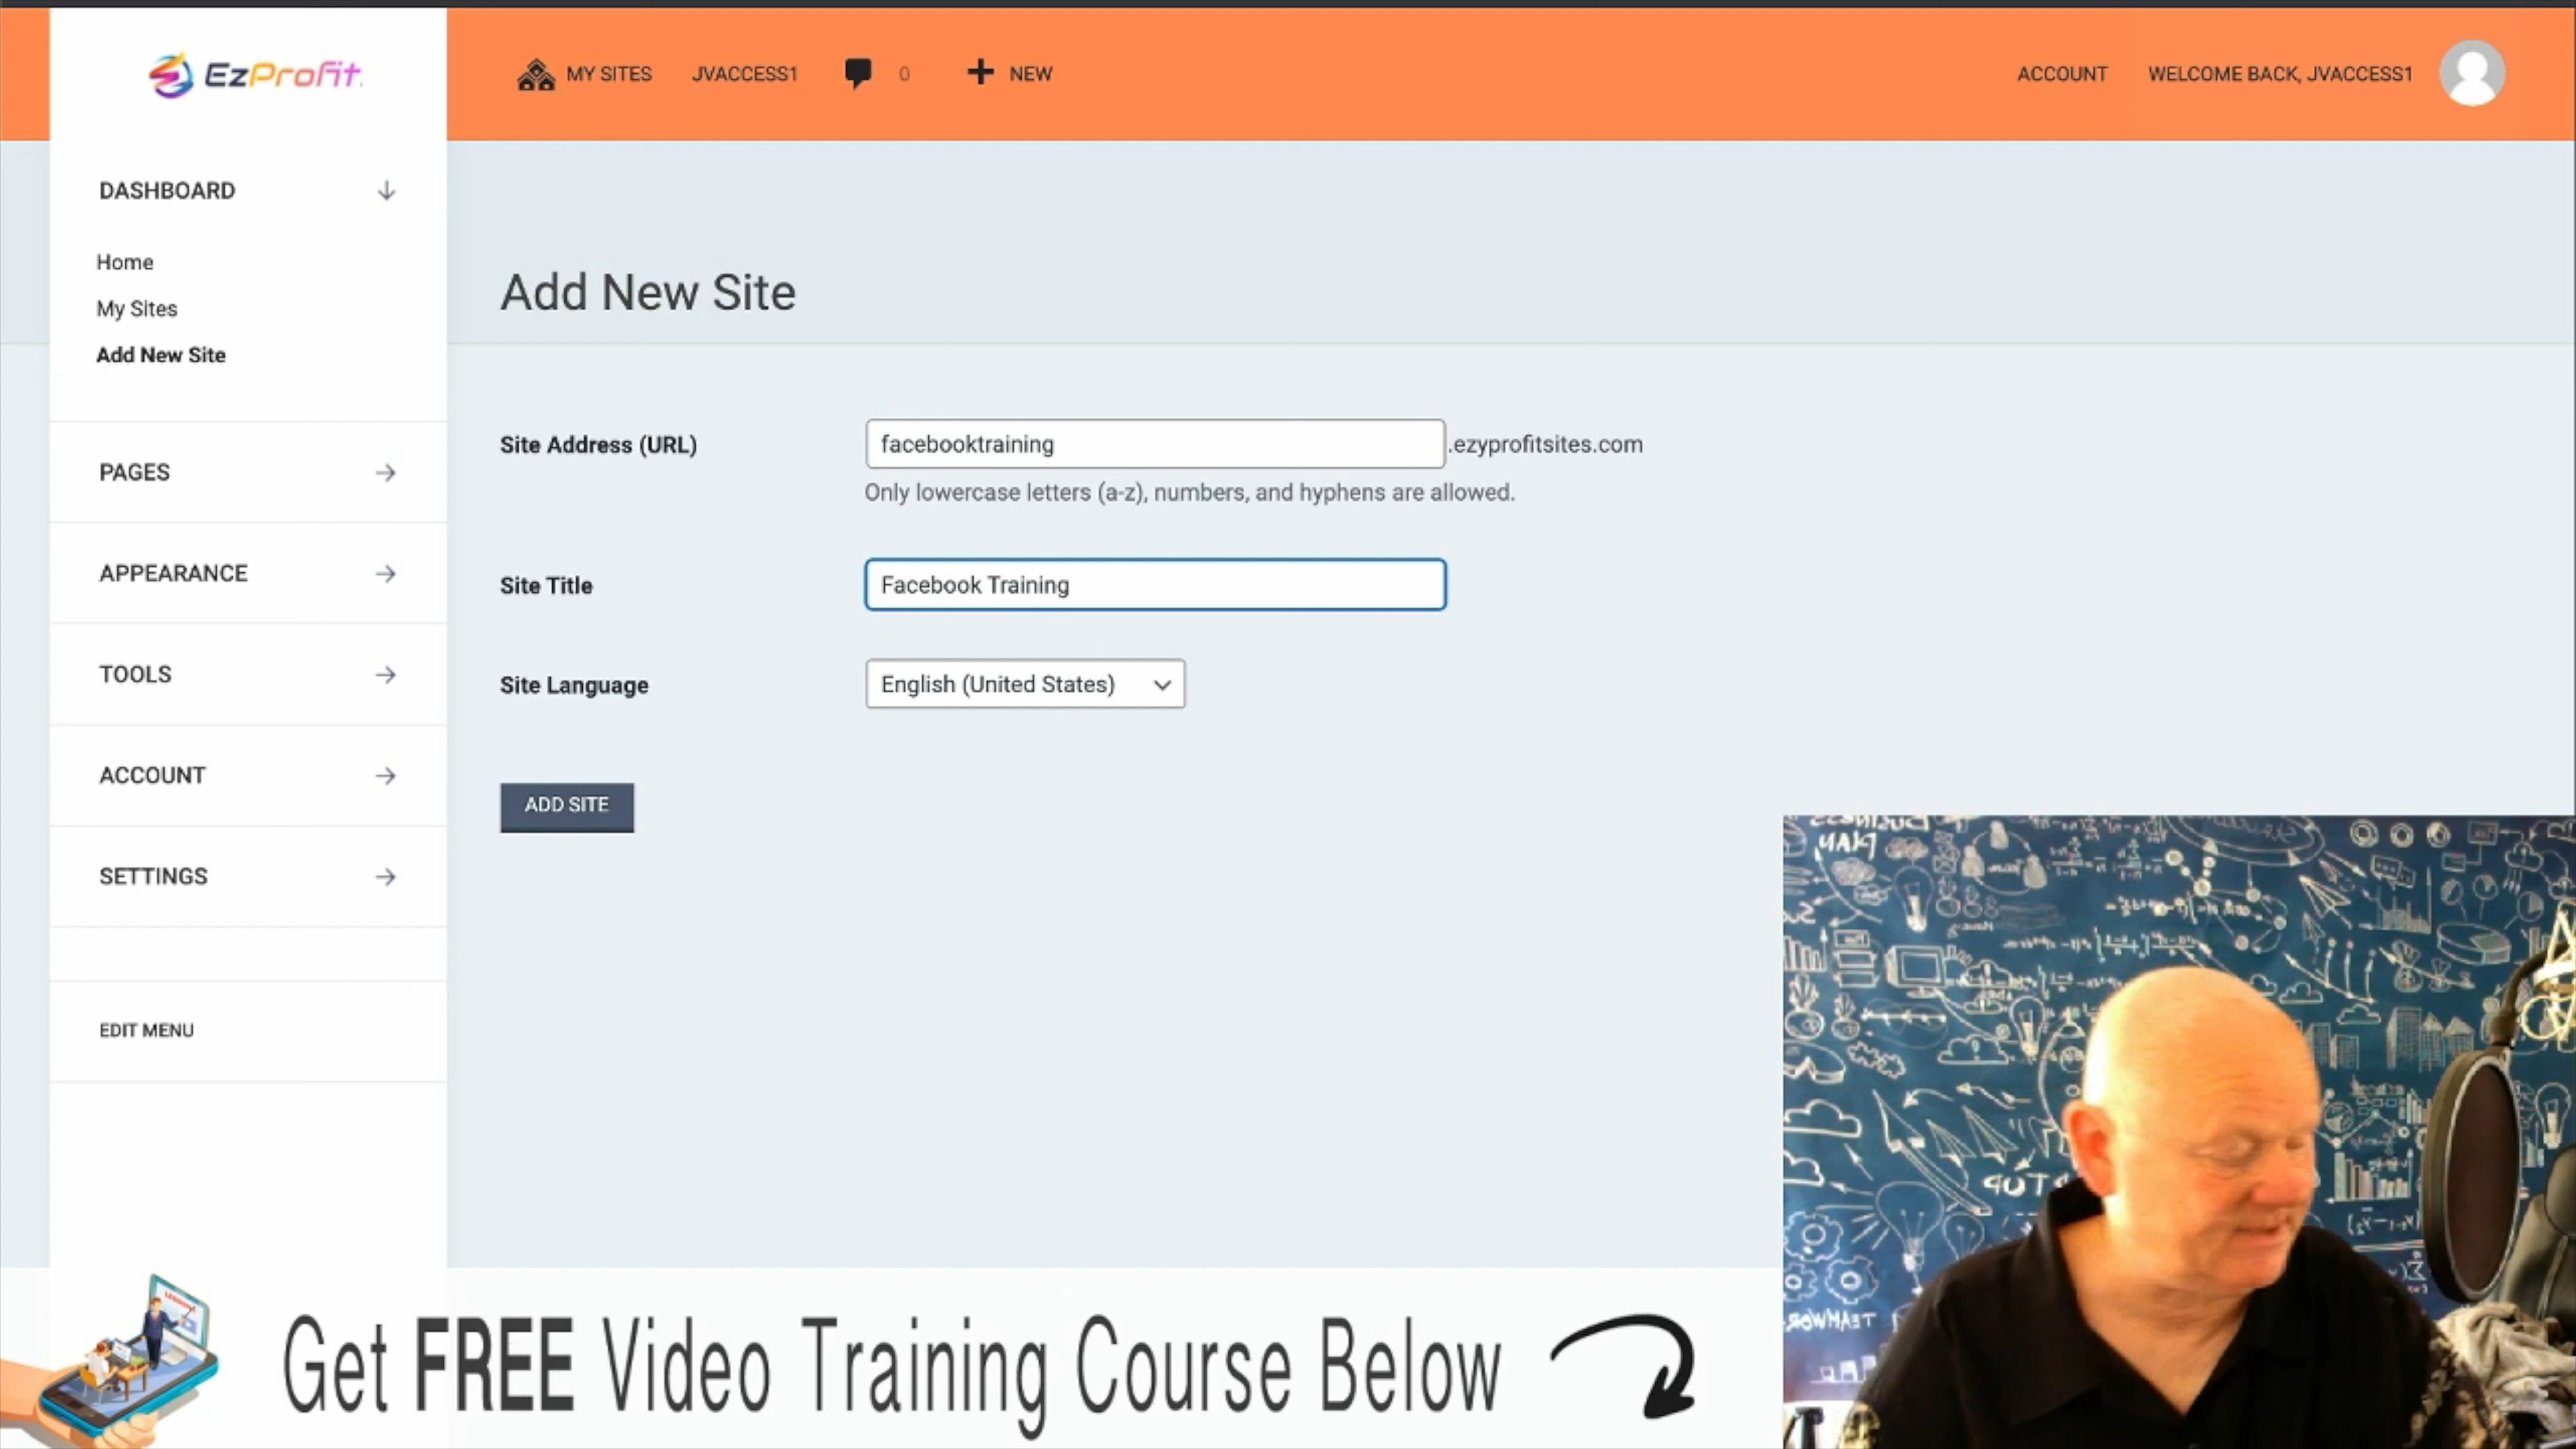 EzProfit.
MY SITES JVACCESS1 0 NEW
ACCOUNT WELCOME BACK, JVACCESS1
DASHBOARD
Home
My Sites
Add New Site
PAGES
APPEARANCE
TOOLS
ACCOUNT
SETTINGS
EDIT MENU
Add New Site
Site Address (URL)
facebooktraining .ezyprofitsites.com
Only lowercase letters (a-z), numbers, and hyphens are allowed.
Site Title
Facebook Training
Site Language
English (United States)
ADD SITE
BUSINESS
PLAN
TEAMWORK
Get FREE Video Training Course Below